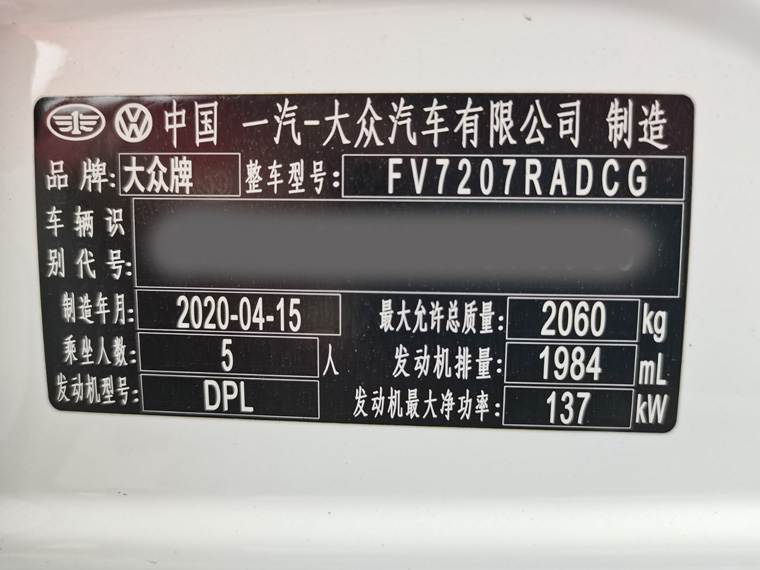 中国 一汽-大众汽车有限公司 制造
品牌:大众牌 整车型号:FV7207RADCG
车辆识
别代号:
制造年月:2020-04-15 最大允许总质量:2060 kg
乘坐人数:5 人 发动机排量:1984 mL
发动机型号:DPL 发动机最大净功率:137 kW